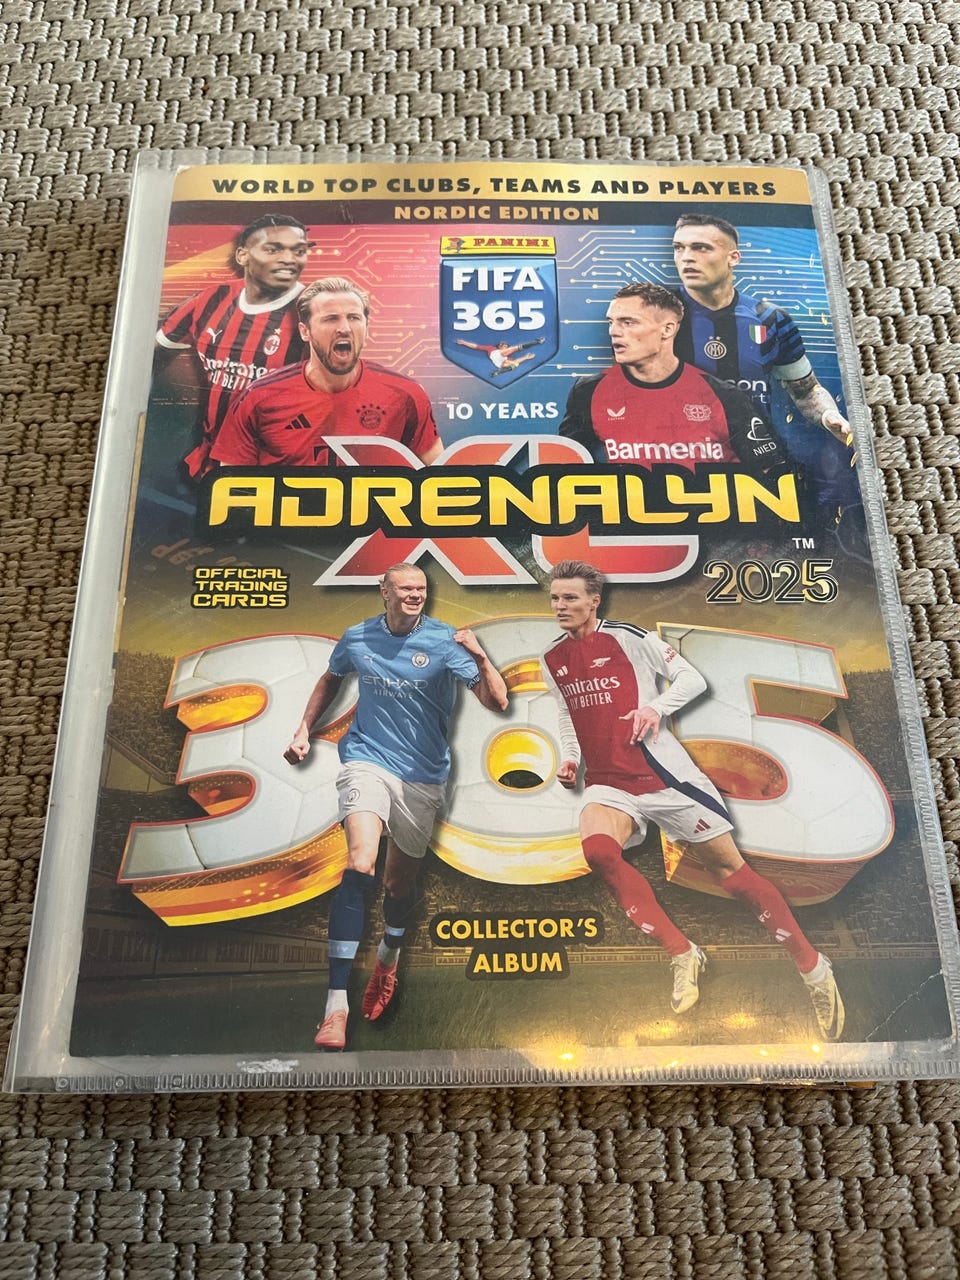 WORLD TOP CLUBS, TEAMS AND PLAYERS
NORDIC EDITION
PANINI
FIFA
365
10 YEARS
Emirates
FLY BETTER
Barmenia
NIED
XL
ADRENALYN
TM
2025
OFFICIAL
TRADING
CARDS
365
ETIHAD
AIRWAYS
Emirates
FLY BETTER
COLLECTOR'S
ALBUM